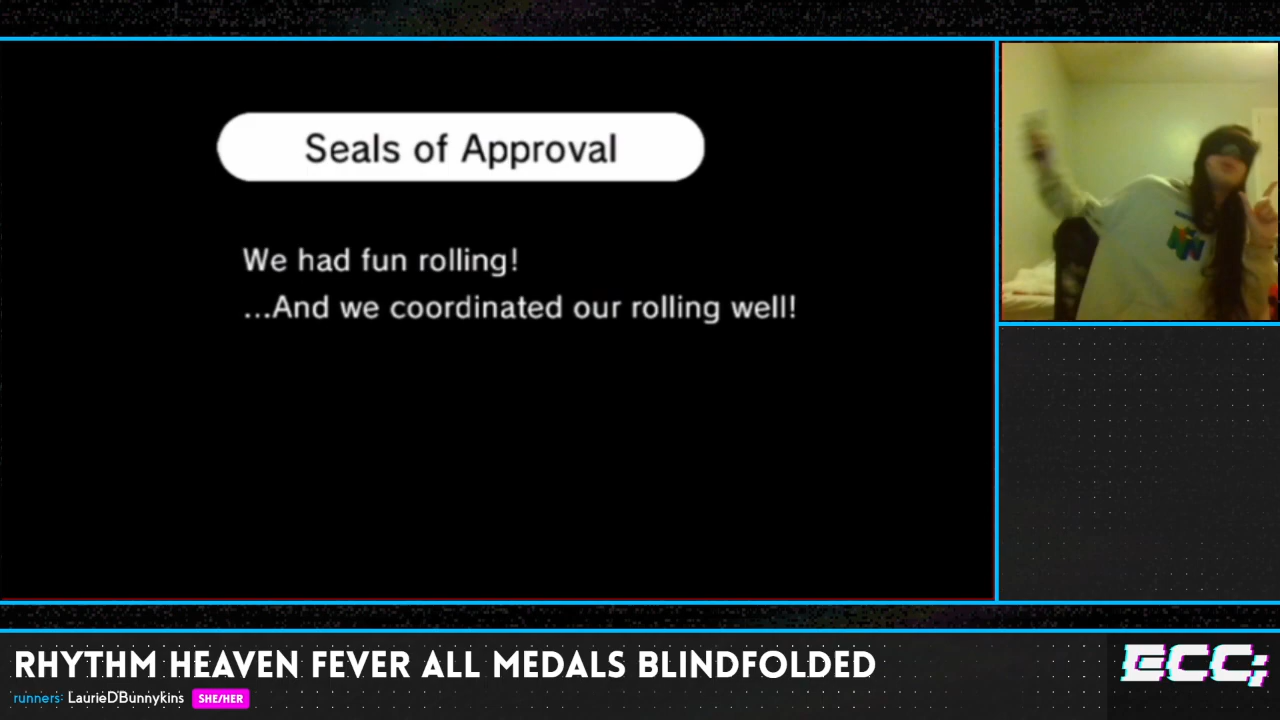 Seals of Approval
We had fun rolling!
...And we coordinated our rolling well!
RHYTHM HEAVEN FEVER ALL MEDALS BLINDFOLDED
runners: LaurieDBunnykins SHE/HER
ECC;